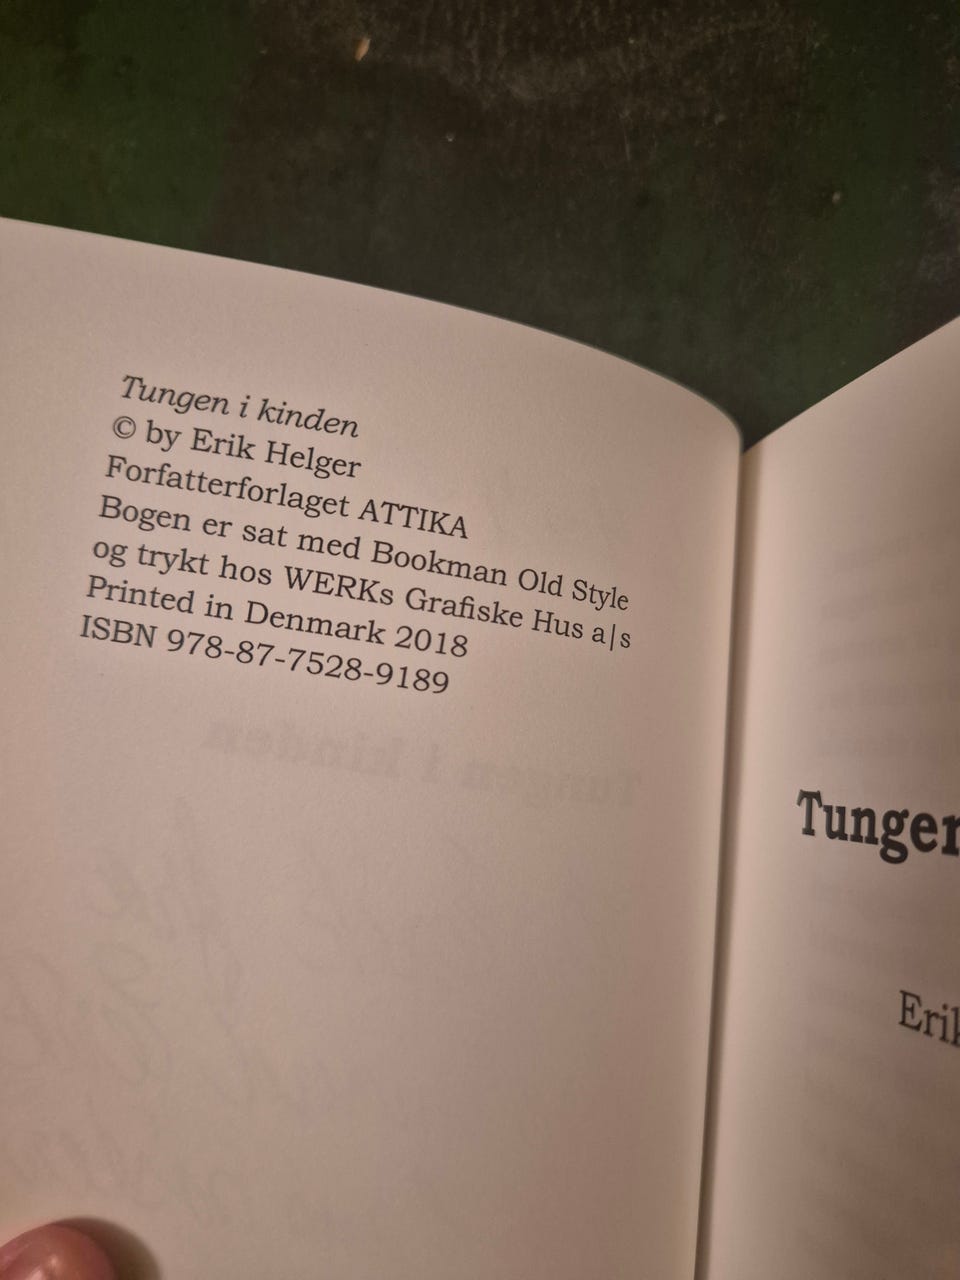 Tungen i kinden
© by Erik Helger
Forfatterforlaget ATTIKA
Bogen er sat med Bookman Old Style
og trykt hos WERKs Grafiske Hus a|s
Printed in Denmark 2018
ISBN 978-87-7528-9189
Tungen i kinden